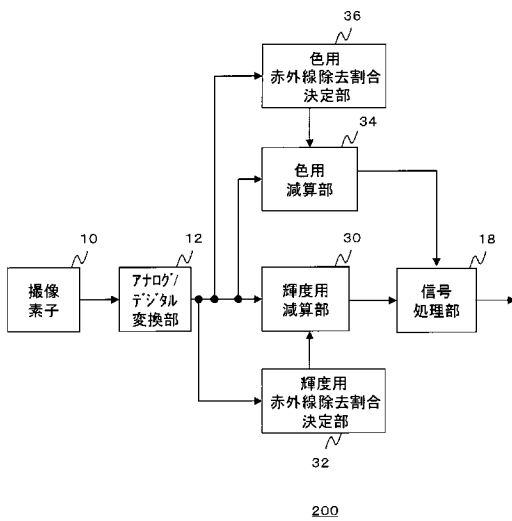 36
色用
赤外線除去割合
決定部
34
色用
減算部
10
撮像
素子
12
アナログ/
デジタル
変換部
30
輝度用
減算部
18
信号
処理部
輝度用
赤外線除去割合
決定部
32
200